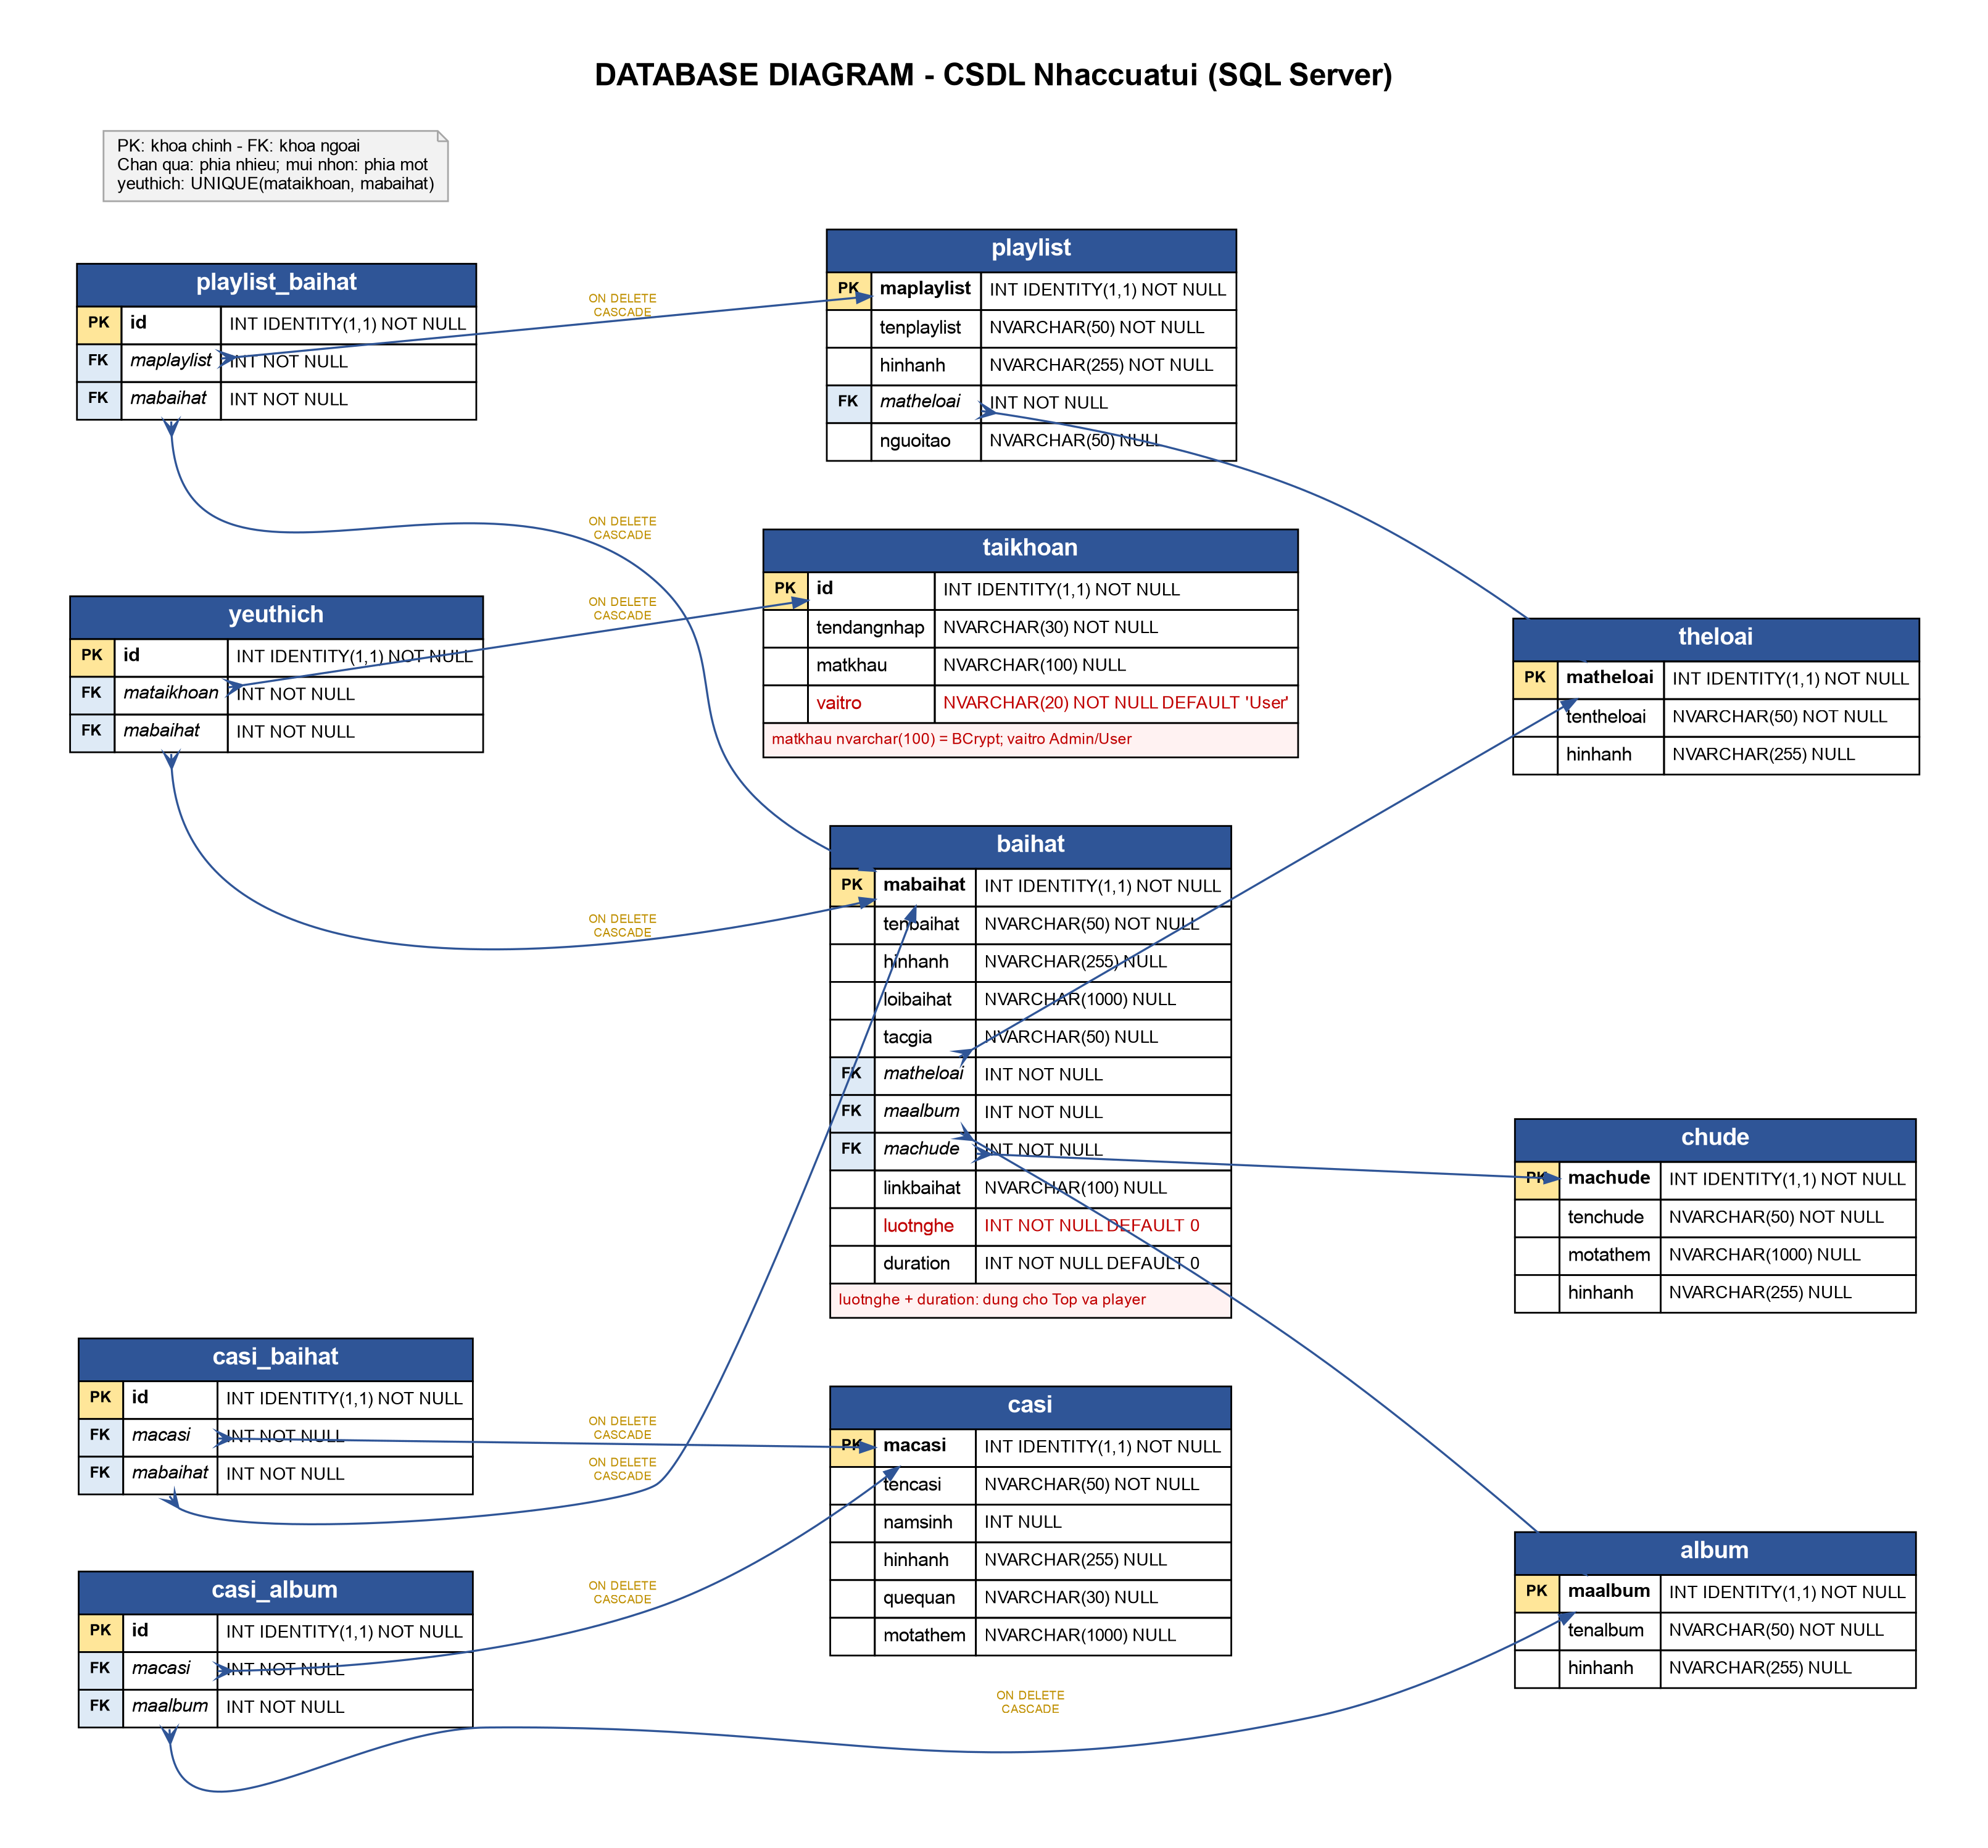 DATABASE DIAGRAM - CSDL Nhaccuatui (SQL Server)
PK: khoa chinh - FK: khoa ngoai
Chan qua: phia nhieu; mui nhon: phia mot
yeuthich: UNIQUE(mataikhoan, mabaihat)
playlist_baihat
PK id INT IDENTITY(1,1) NOT NULL
FK maplaylist INT NOT NULL
FK mabaihat INT NOT NULL
ON DELETE
CASCADE
playlist
PK maplaylist INT IDENTITY(1,1) NOT NULL
tenplaylist NVARCHAR(50) NOT NULL
hinhanh NVARCHAR(255) NOT NULL
FK matheloai INT NOT NULL
nguoitao NVARCHAR(50) NULL
ON DELETE
CASCADE
yeuthich
PK id INT IDENTITY(1,1) NOT NULL
FK mataikhoan INT NOT NULL
FK mabaihat INT NOT NULL
ON DELETE
CASCADE
taikhoan
PK id INT IDENTITY(1,1) NOT NULL
tendangnhap NVARCHAR(30) NOT NULL
matkhau NVARCHAR(100) NULL
vaitro NVARCHAR(20) NOT NULL DEFAULT 'User'
matkhau nvarchar(100) = BCrypt; vaitro Admin/User
theloai
PK matheloai INT IDENTITY(1,1) NOT NULL
tentheloai NVARCHAR(50) NOT NULL
hinhanh NVARCHAR(255) NULL
ON DELETE
CASCADE
baihat
PK mabaihat INT IDENTITY(1,1) NOT NULL
tenbaihat NVARCHAR(50) NOT NULL
hinhanh NVARCHAR(255) NULL
loibaihat NVARCHAR(1000) NULL
tacgia NVARCHAR(50) NULL
FK matheloai INT NOT NULL
FK maalbum INT NOT NULL
FK machude INT NOT NULL
linkbaihat NVARCHAR(100) NULL
luotnghe INT NOT NULL DEFAULT 0
duration INT NOT NULL DEFAULT 0
luotnghe + duration: dung cho Top va player
chude
PK machude INT IDENTITY(1,1) NOT NULL
tenchude NVARCHAR(50) NOT NULL
motathem NVARCHAR(1000) NULL
hinhanh NVARCHAR(255) NULL
casi_baihat
PK id INT IDENTITY(1,1) NOT NULL
FK macasi INT NOT NULL
FK mabaihat INT NOT NULL
ON DELETE
CASCADE
ON DELETE
CASCADE
casi
PK macasi INT IDENTITY(1,1) NOT NULL
tencasi NVARCHAR(50) NOT NULL
namsinh INT NULL
hinhanh NVARCHAR(255) NULL
quequan NVARCHAR(30) NULL
motathem NVARCHAR(1000) NULL
casi_album
PK id INT IDENTITY(1,1) NOT NULL
FK macasi INT NOT NULL
FK maalbum INT NOT NULL
ON DELETE
CASCADE
album
PK maalbum INT IDENTITY(1,1) NOT NULL
tenalbum NVARCHAR(50) NOT NULL
hinhanh NVARCHAR(255) NULL
ON DELETE
CASCADE